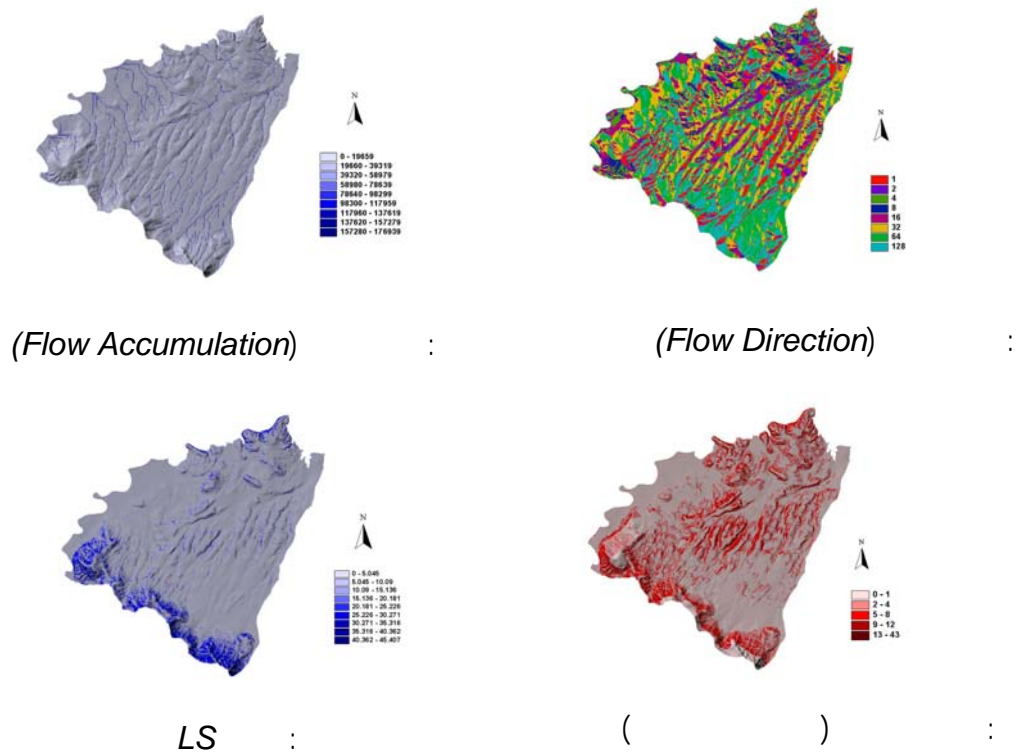 N
0 - 19659
19660 - 39319
39320 - 58979
58980 - 78639
78640 - 98299
98300 - 117959
117960 - 137619
137620 - 157279
157280 - 176939
N
1
2
4
8
16
32
64
128
(Flow Accumulation) :
(Flow Direction) :
N
0 - 5.045
5.045 - 10.09
10.09 - 15.136
15.136 - 20.181
20.181 - 25.226
25.226 - 30.271
30.271 - 35.316
35.316 - 40.362
40.362 - 45.407
N
0 - 1
2 - 4
5 - 8
9 - 12
13 - 43
LS :
( ) :